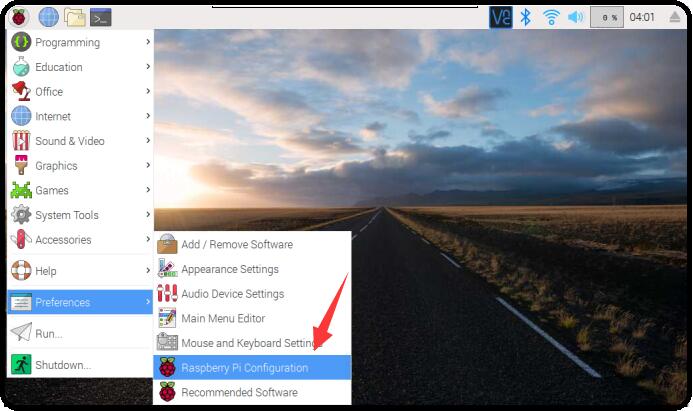 VNC
0 %
04:01
Programming
Education
Office
Internet
Sound & Video
Graphics
Games
System Tools
Accessories
Help
Preferences
Run...
Shutdown...
Add / Remove Software
Appearance Settings
Audio Device Settings
Main Menu Editor
Mouse and Keyboard Setting
Raspberry Pi Configuration
Recommended Software